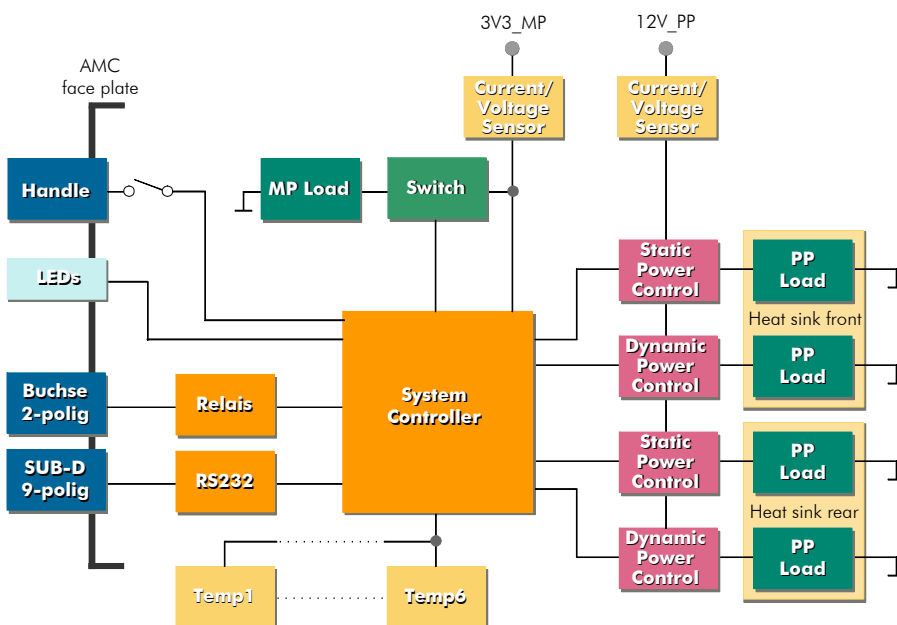 3V3_MP
12V_PP
AMC
face plate
Current/
Voltage
Sensor
Current/
Voltage
Sensor
Handle
MP Load
Switch
LEDs
Static
Power
Control
PP
Load
Heat sink front
Dynamic
Power
Control
PP
Load
Buchse
2-polig
Relais
System
Controller
Static
Power
Control
PP
Load
SUB-D
9-polig
RS232
Heat sink rear
Dynamic
Power
Control
PP
Load
Temp1
Temp6